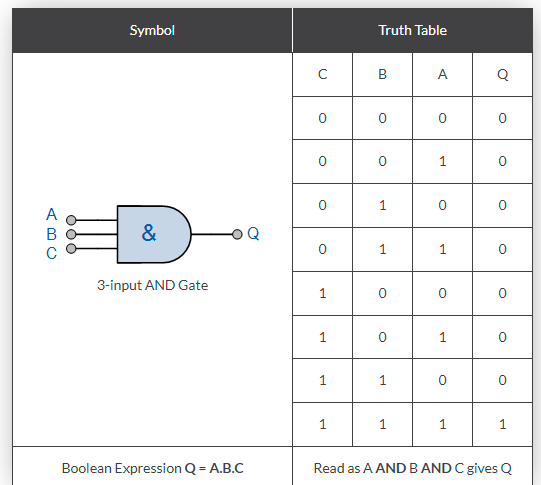 Symbol
Truth Table
C B A Q
0 0 0 0
0 0 1 0
0 1 0 0
0 1 1 0
1 0 0 0
1 0 1 0
1 1 0 0
1 1 1 1
A
B
C
&
Q
3-input AND Gate
Boolean Expression Q = A.B.C
Read as A AND B AND C gives Q